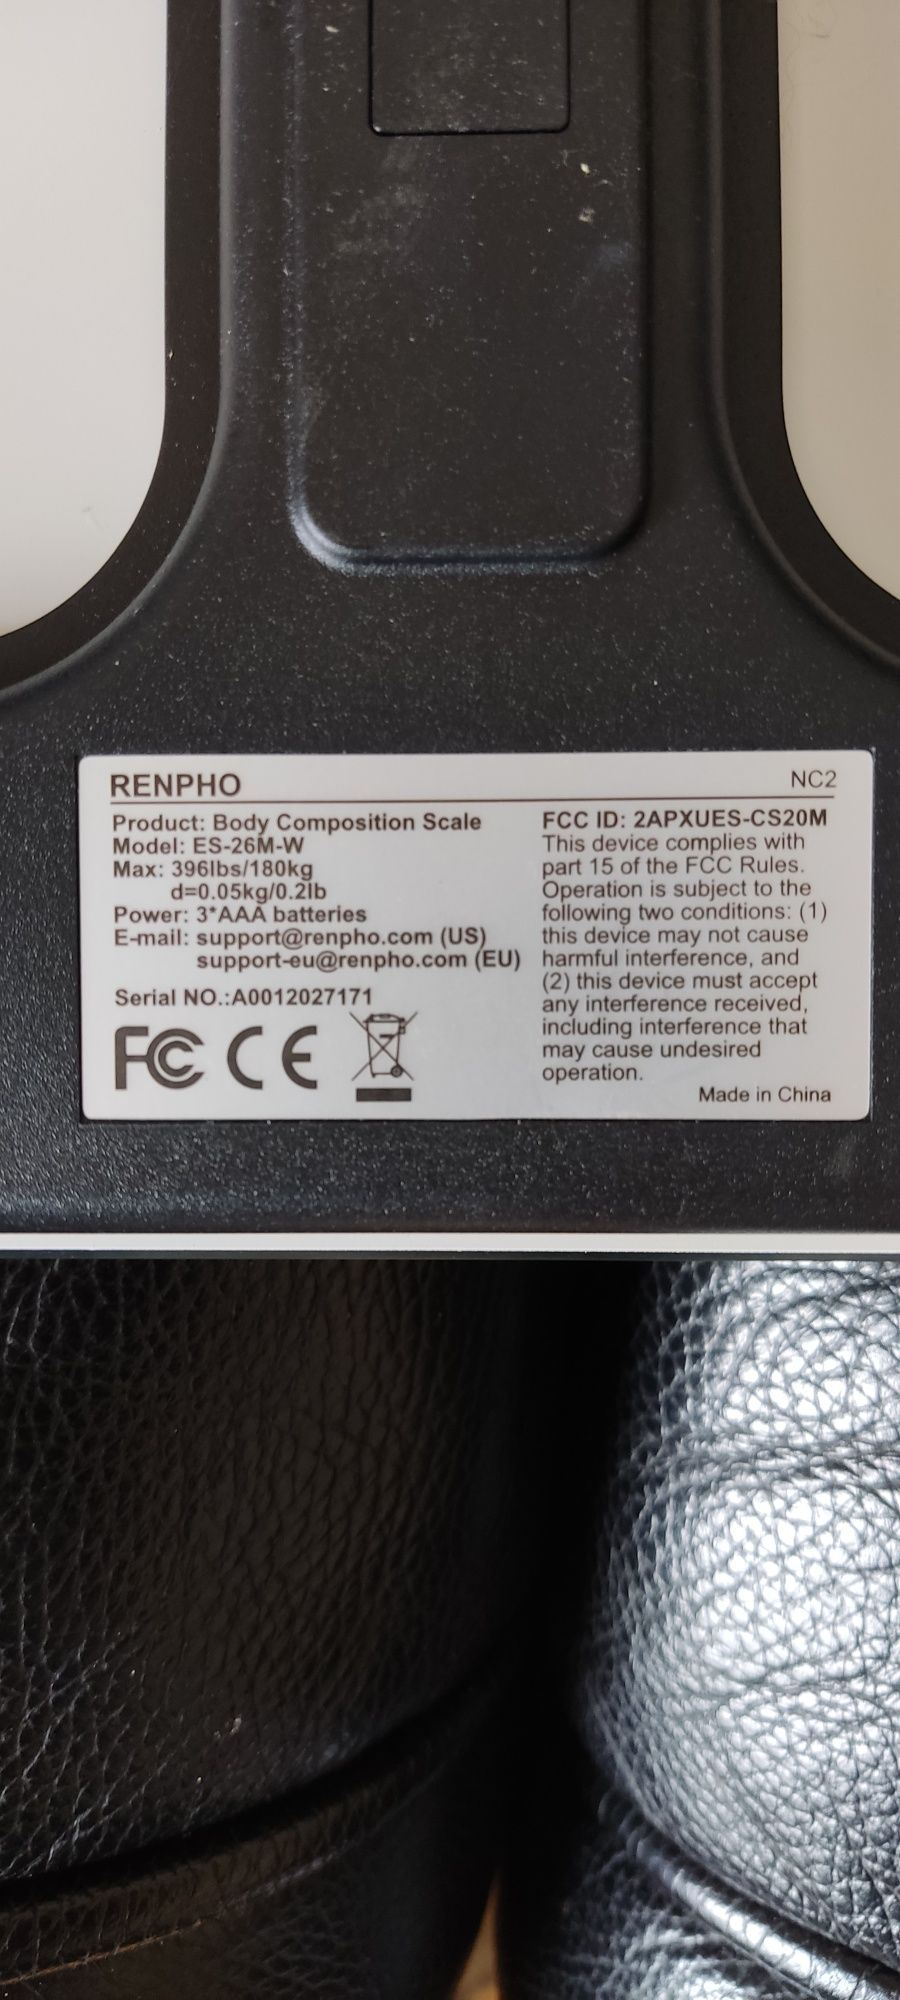 RENPHO
NC2
Product: Body Composition Scale
Model: ES-26M-W
Max: 396lbs/180kg
d=0.05kg/0.2lb
Power: 3*AAA batteries
E-mail: support@renpho.com (US)
support-eu@renpho.com (EU)
Serial NO.:A0012027171
FC CE
FCC ID: 2APXUES-CS20M
This device complies with
part 15 of the FCC Rules.
Operation is subject to the
following two conditions: (1)
this device may not cause
harmful interference, and
(2) this device must accept
any interference received,
including interference that
may cause undesired
operation.
Made in China